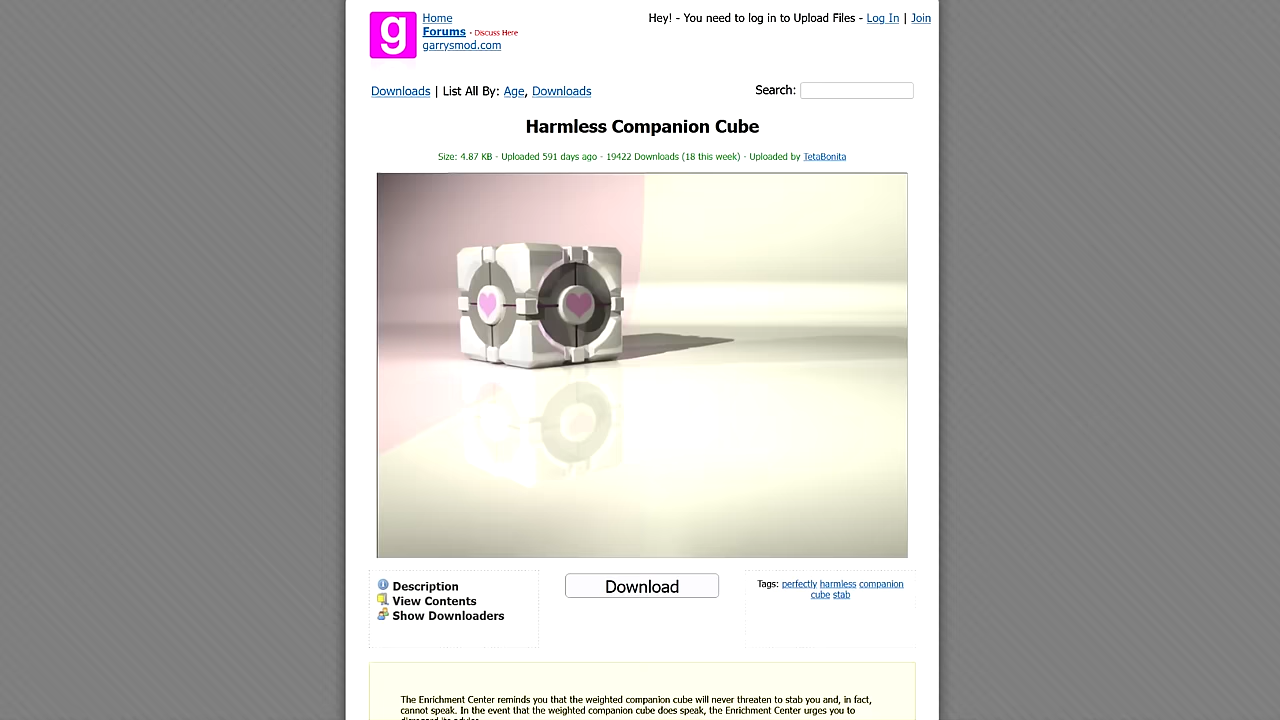 g
Home
Forums - Discuss Here
garrysmod.com
Hey! - You need to log in to Upload Files - Log In | Join
Downloads | List All By: Age, Downloads
Search:
Harmless Companion Cube
Size: 4.87 KB - Uploaded 591 days ago - 19422 Downloads (18 this week) - Uploaded by TetaBonita
Description
View Contents
Show Downloaders
Download
Tags: perfectly harmless companion
cube stab
The Enrichment Center reminds you that the weighted companion cube will never threaten to stab you and, in fact,
cannot speak. In the event that the weighted companion cube does speak, the Enrichment Center urges you to